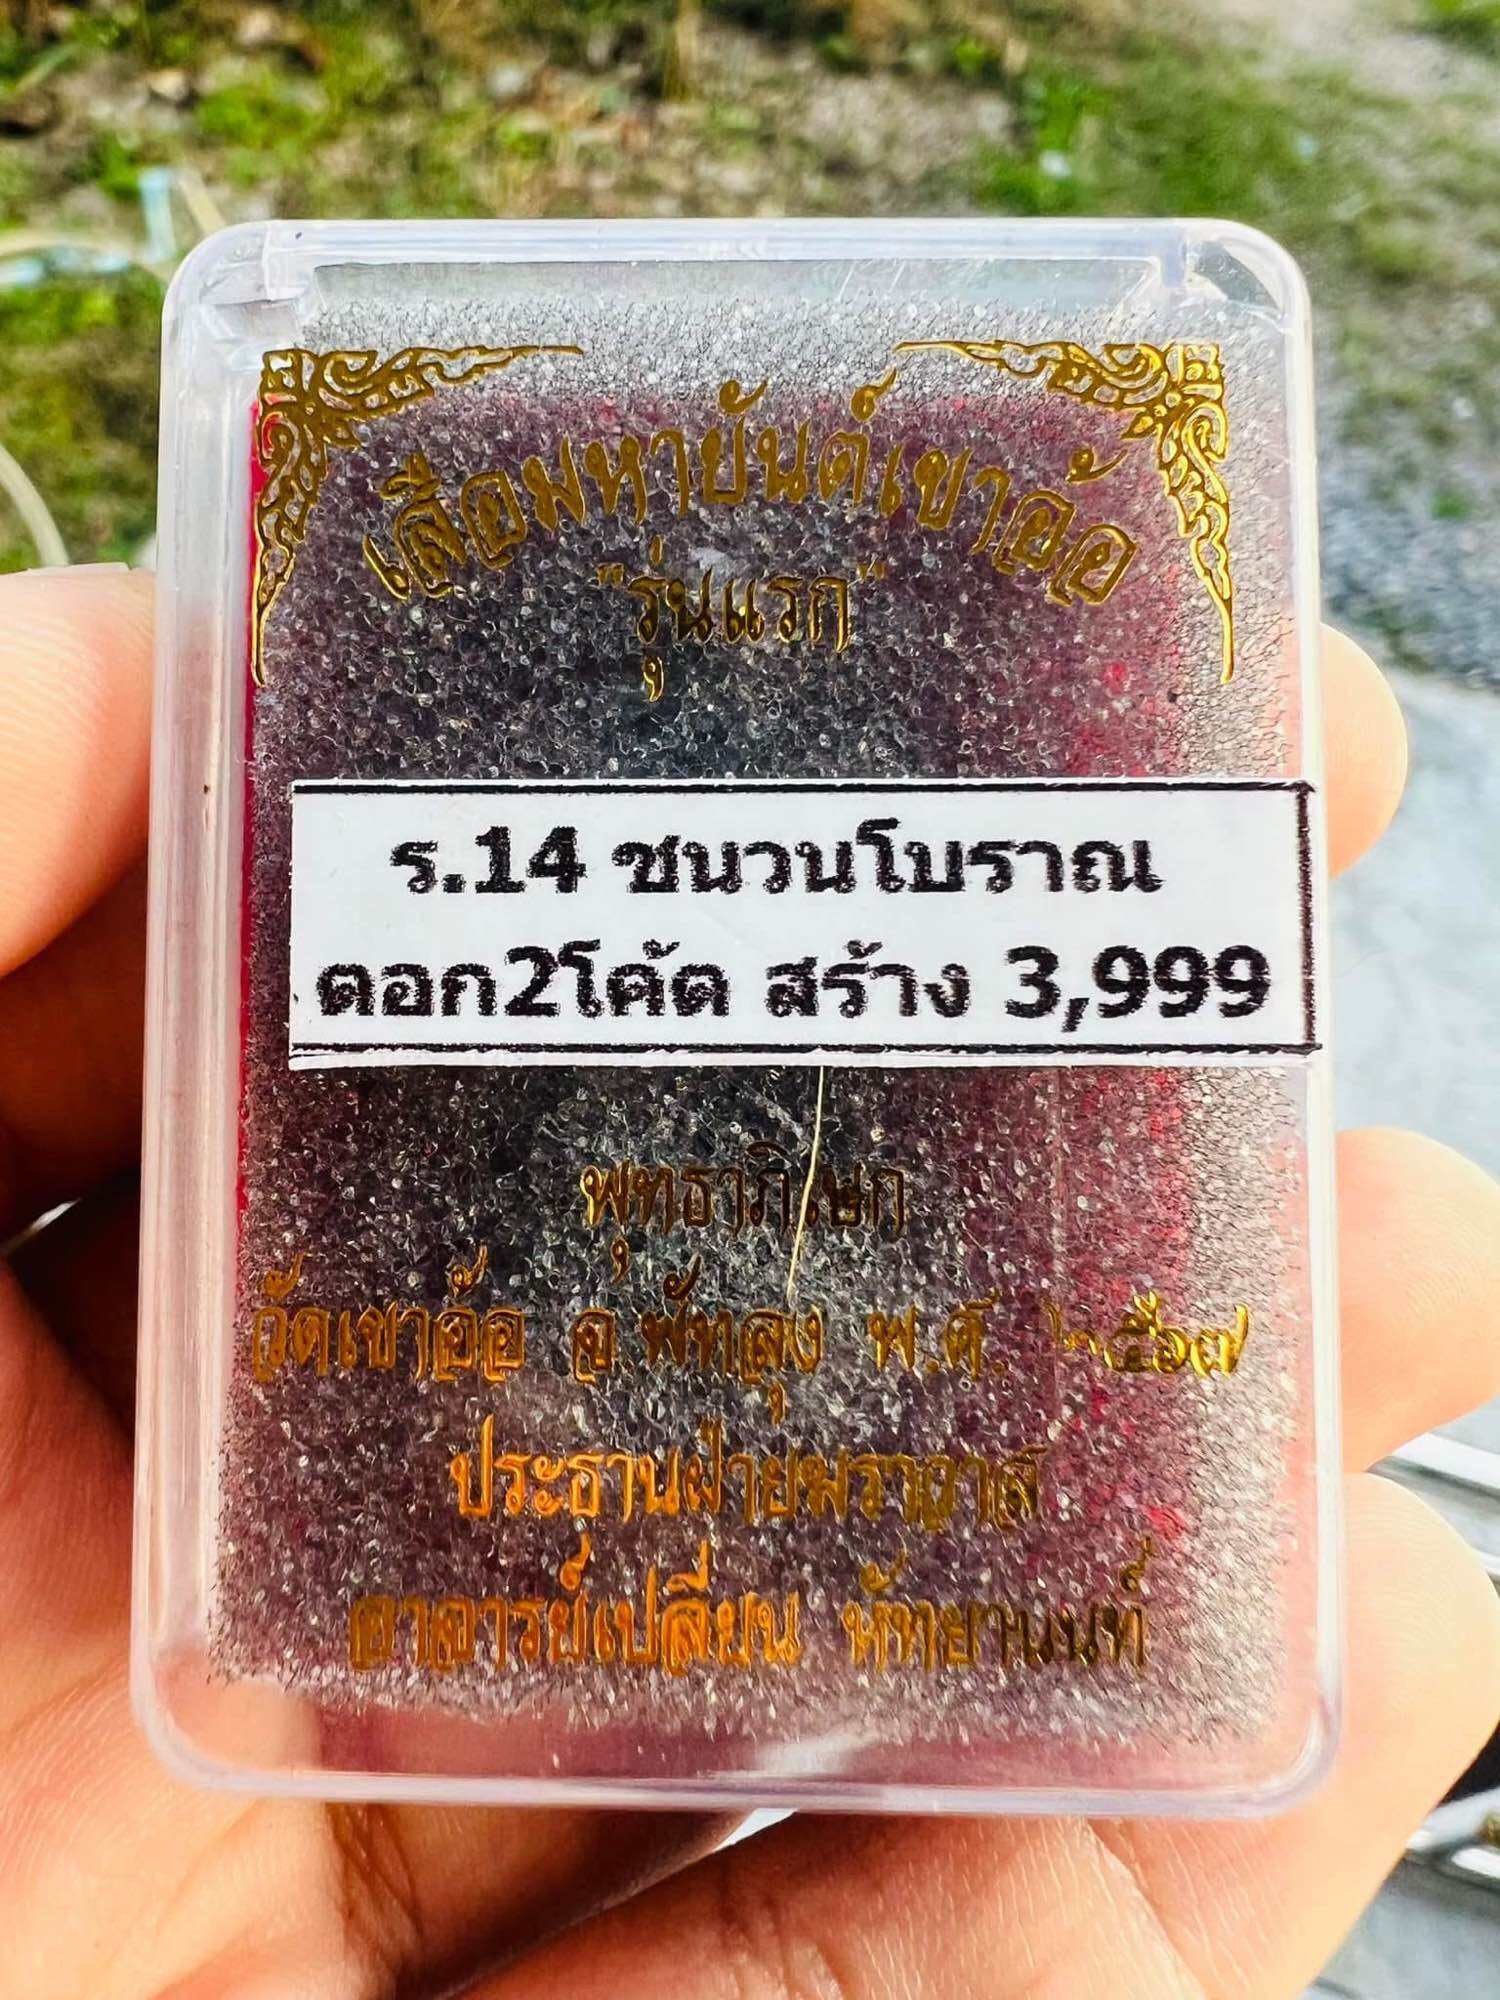 เสือมหายันต์เขาอ้อ
"รุ่นแรก"
ร.14 ชนวนโบราณ
ตอก2โค้ด สร้าง 3,999
พุทธาภิเษก
วัดเขาอ้อ จ.พัทลุง พ.ศ. ๒๕๖๗
ประธานฝ่ายฆราวาส
อาจารย์เปลี่ยน หัทยานนท์